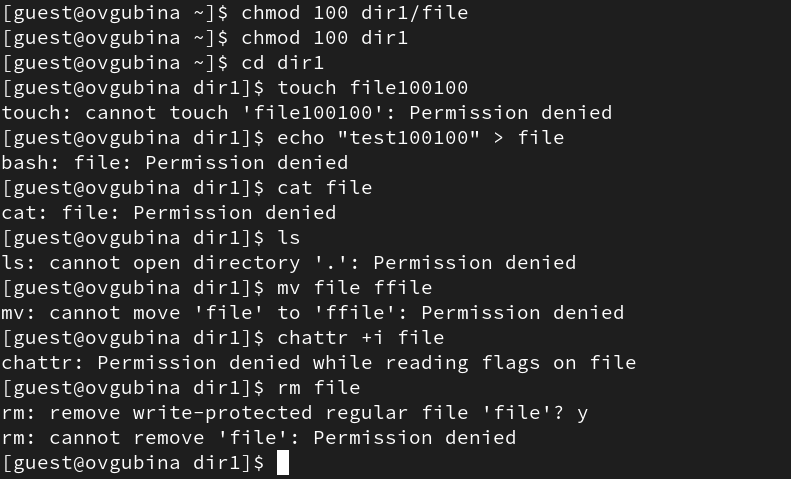 [guest@ovgubina ~]$ chmod 100 dir1/file
[guest@ovgubina ~]$ chmod 100 dir1
[guest@ovgubina ~]$ cd dir1
[guest@ovgubina dir1]$ touch file100100
touch: cannot touch 'file100100': Permission denied
[guest@ovgubina dir1]$ echo "test100100" > file
bash: file: Permission denied
[guest@ovgubina dir1]$ cat file
cat: file: Permission denied
[guest@ovgubina dir1]$ ls
ls: cannot open directory '.': Permission denied
[guest@ovgubina dir1]$ mv file ffile
mv: cannot move 'file' to 'ffile': Permission denied
[guest@ovgubina dir1]$ chattr +i file
chattr: Permission denied while reading flags on file
[guest@ovgubina dir1]$ rm file
rm: remove write-protected regular file 'file'? y
rm: cannot remove 'file': Permission denied
[guest@ovgubina dir1]$